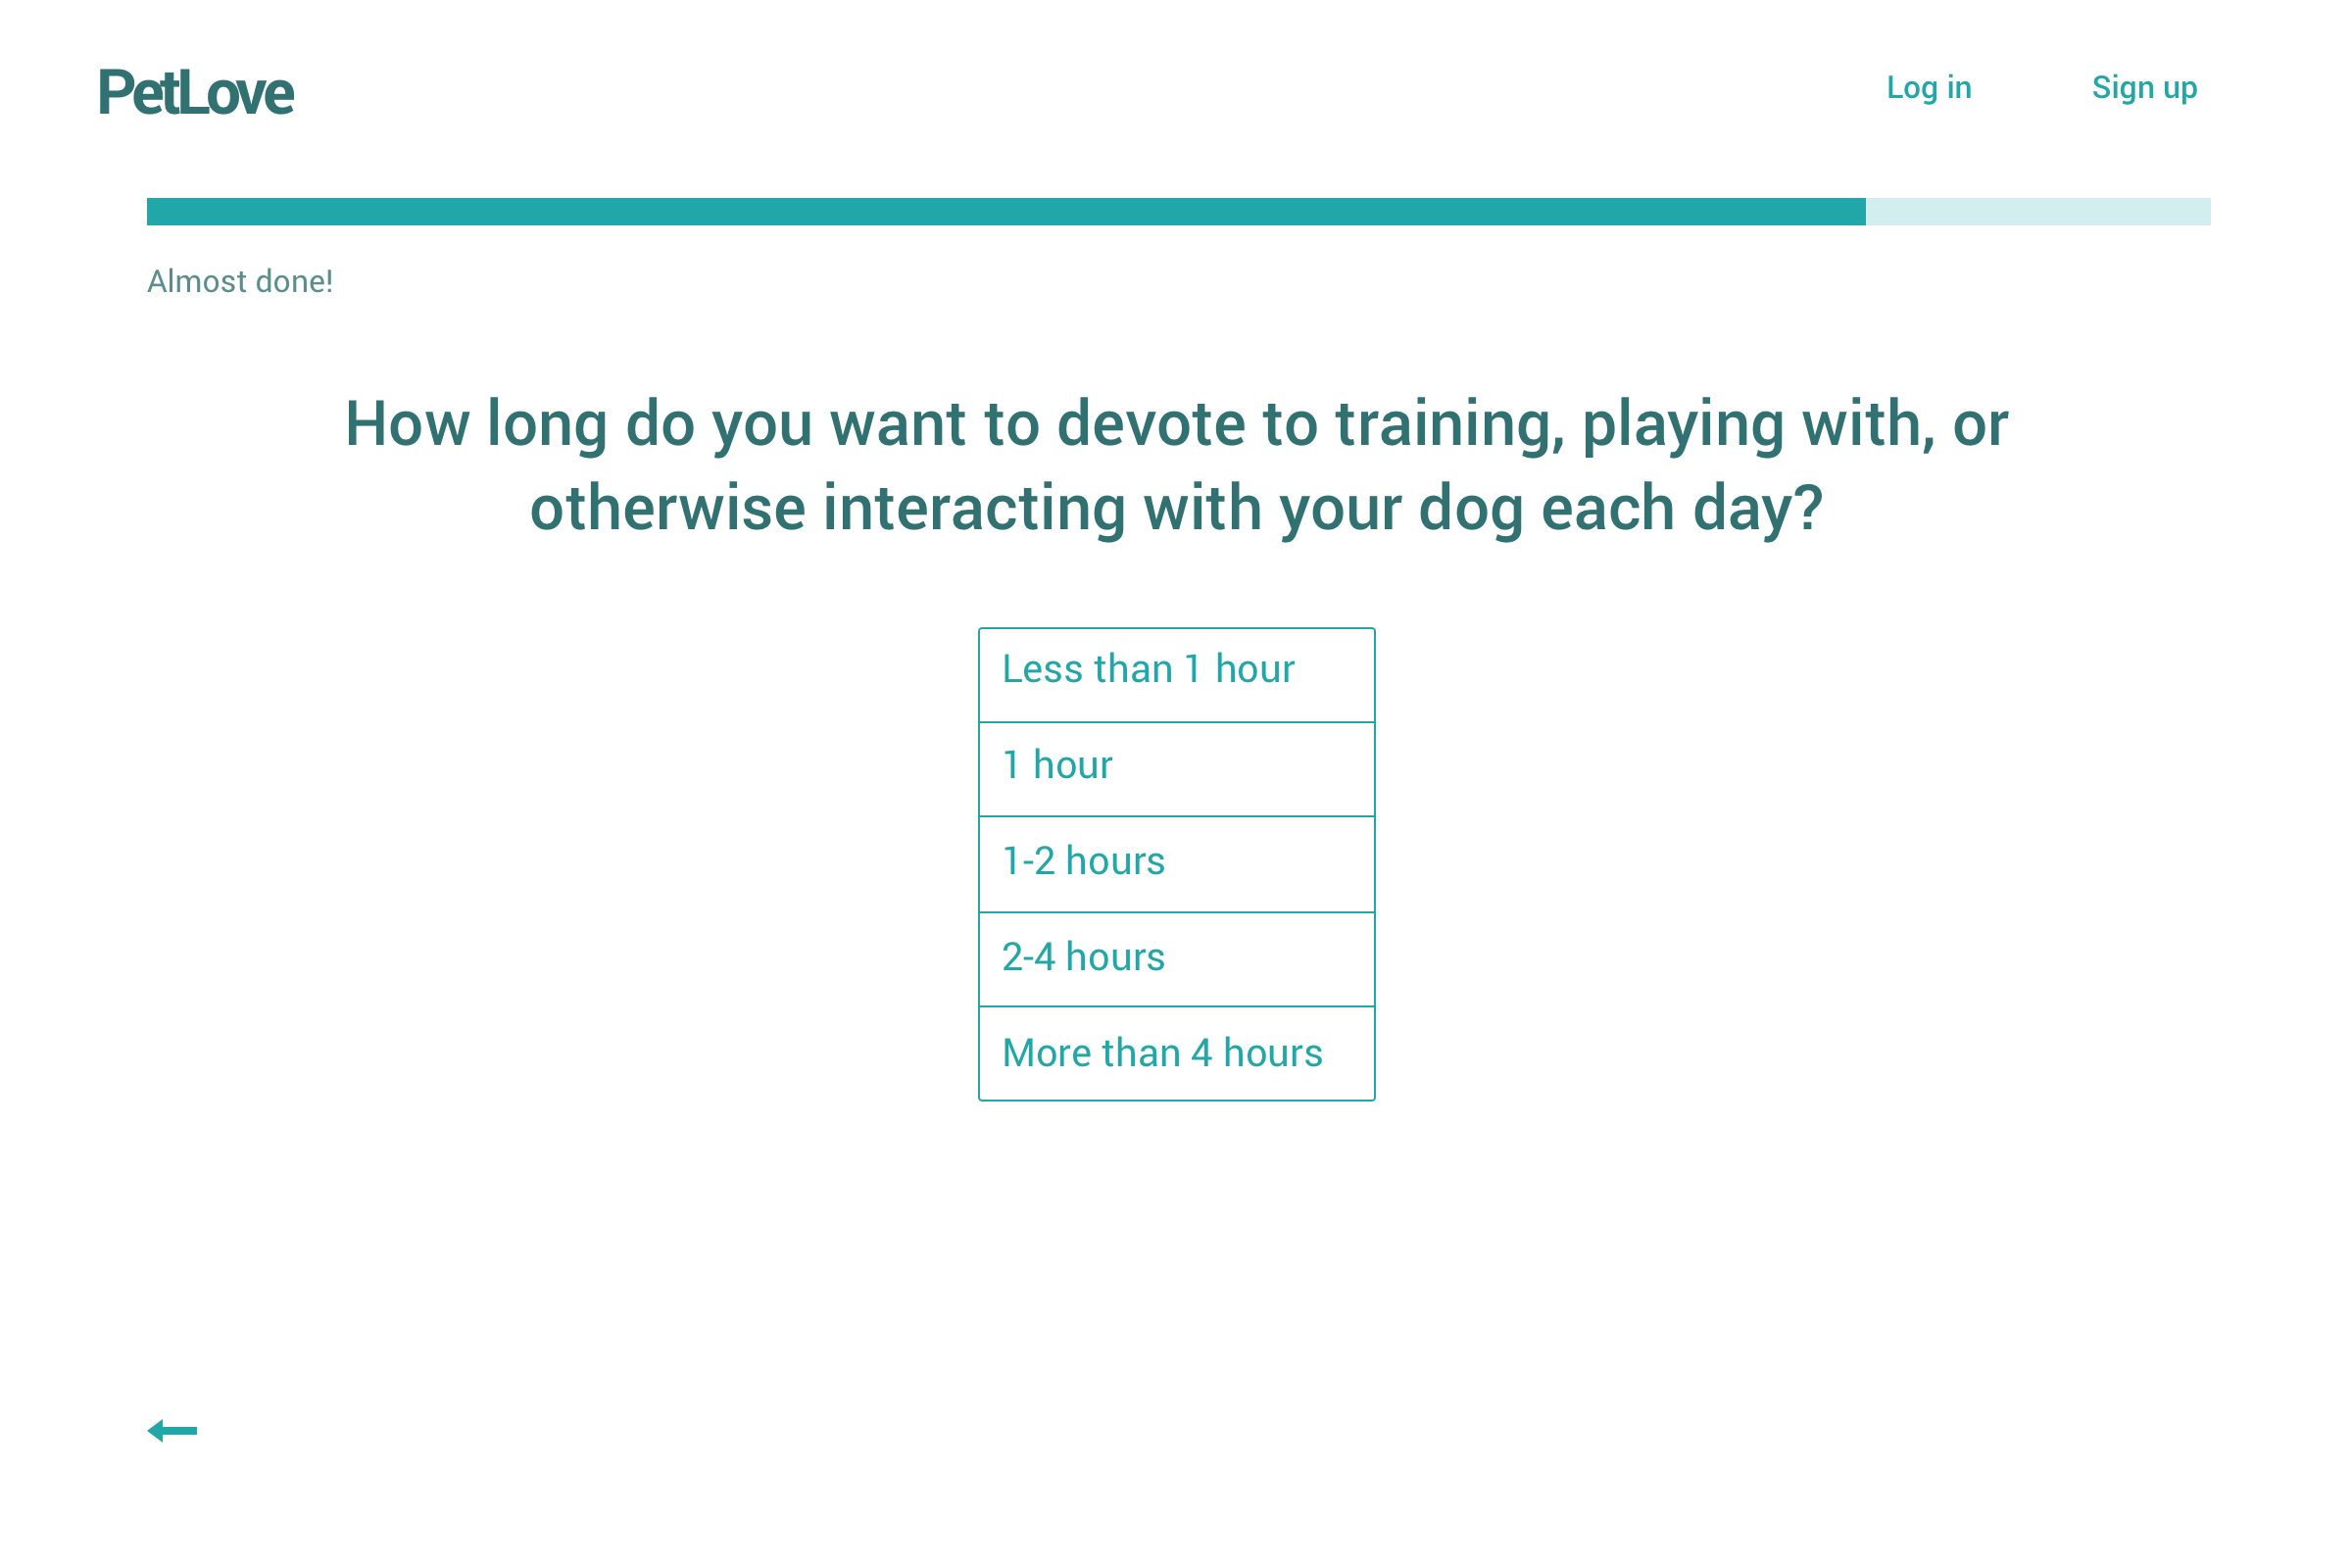 PetLove
Log in
Sign up
Almost done!
How long do you want to devote to training, playing with, or
otherwise interacting with your dog each day?
Less than 1 hour
1 hour
1-2 hours
2-4 hours
More than 4 hours